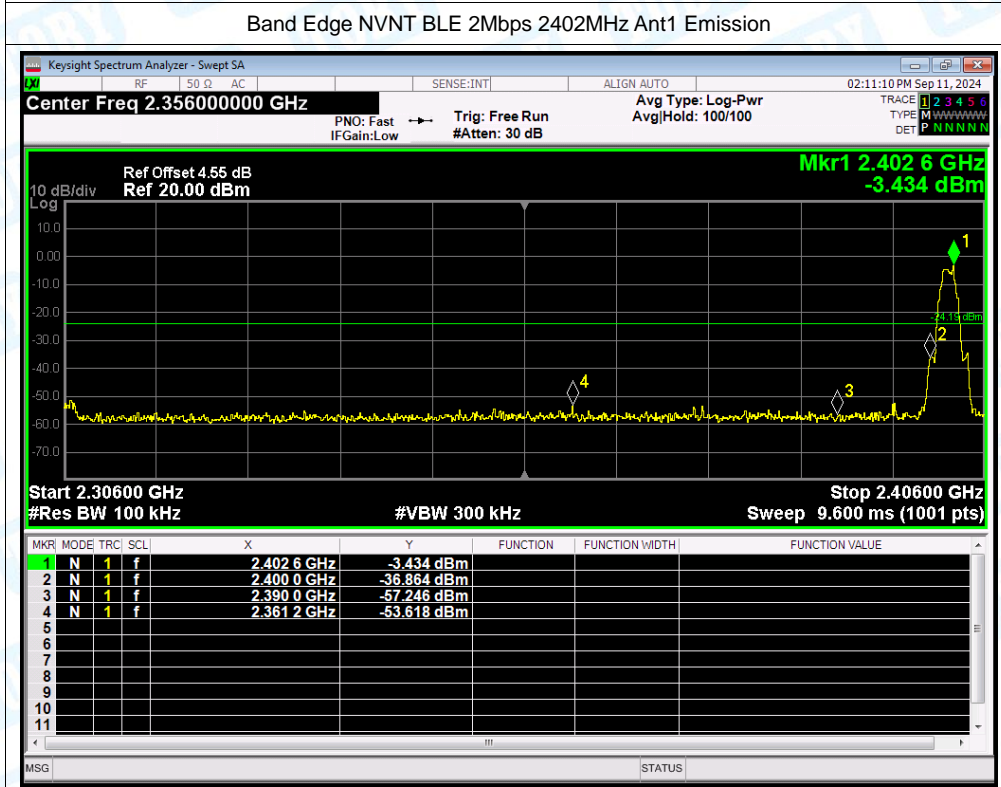 Band Edge NVNT BLE 2Mbps 2402MHz Ant1 Emission
Keysight Spectrum Analyzer - Swept SA
LXI RF 50 Ω AC SENSE:INT ALIGN AUTO 02:11:10 PM Sep 11, 2024
Center Freq 2.356000000 GHz
PNO: Fast
IFGain:Low
Trig: Free Run
#Atten: 30 dB
Avg Type: Log-Pwr
Avg|Hold: 100/100
TRACE 1 2 3 4 5 6
TYPE M WWWWW
DET P N N N N N
Mkr1 2.402 6 GHz
-3.434 dBm
Ref Offset 4.55 dB
10 dB/div Ref 20.00 dBm
Log
10.0
0.00
-10.0
-20.0
-30.0
-40.0
-50.0
-60.0
-70.0
1
-24.19 dBm
2
4
3
Start 2.30600 GHz Stop 2.40600 GHz
#Res BW 100 kHz #VBW 300 kHz Sweep 9.600 ms (1001 pts)
MKR MODE TRC SCL X Y FUNCTION FUNCTION WIDTH FUNCTION VALUE
1 N 1 f 2.402 6 GHz -3.434 dBm
2 N 1 f 2.400 0 GHz -36.864 dBm
3 N 1 f 2.390 0 GHz -57.246 dBm
4 N 1 f 2.361 2 GHz -53.618 dBm
5
6
7
8
9
10
11
MSG STATUS